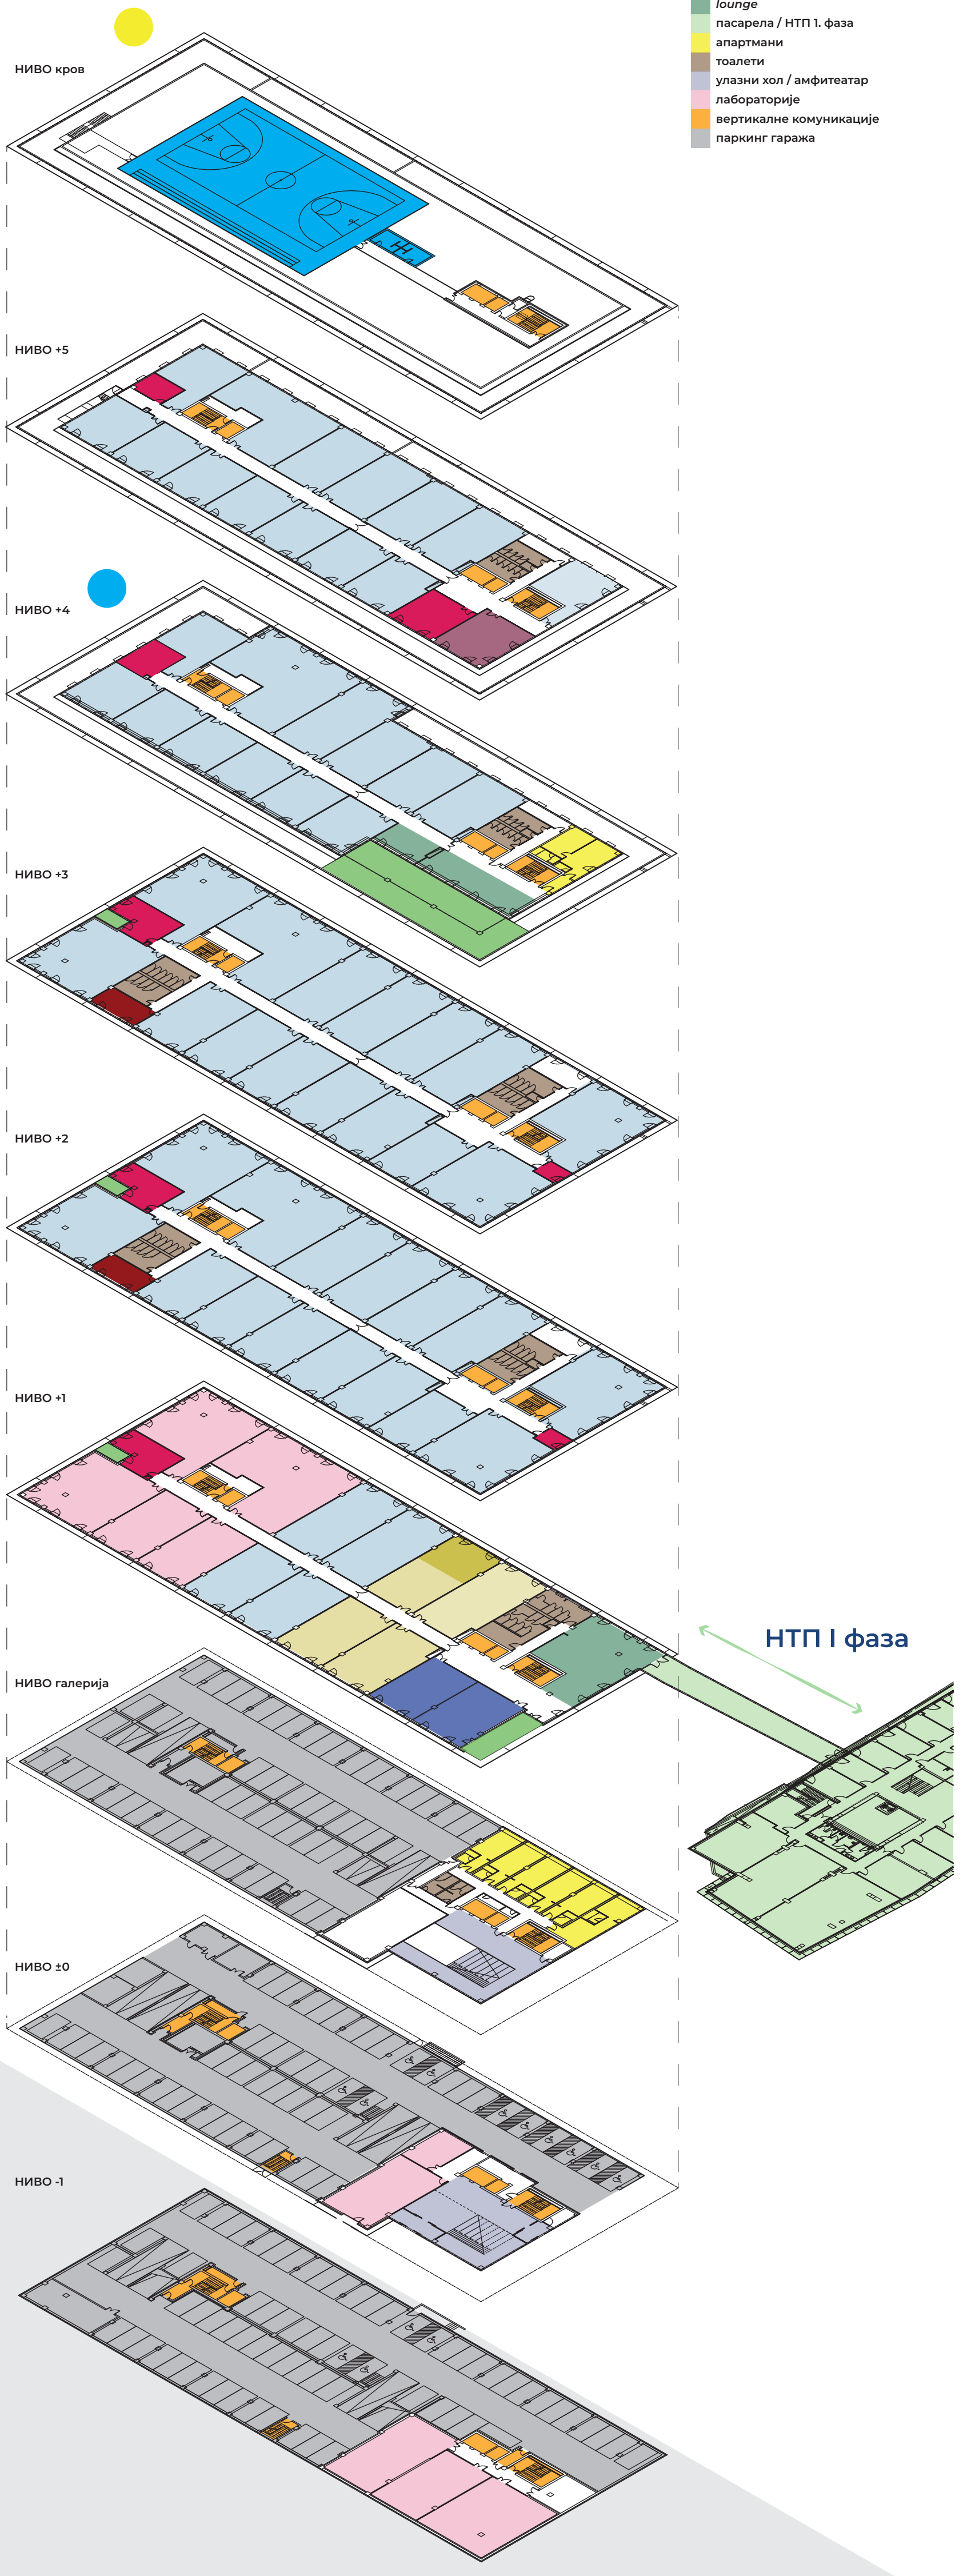 lounge
пасарела / НТП 1. фаза
апартмани
тоалети
улазни хол / амфитеатар
лабораторије
вертикалне комуникације
паркинг гаража
НИВО кров
НИВО +5
НИВО +4
НИВО +3
НИВО +2
НИВО +1
НТП I фаза
НИВО галерија
НИВО ±0
НИВО -1